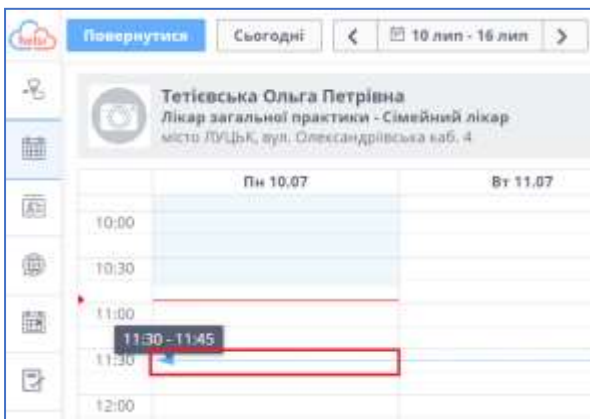 helsi
Повернутися
Сьогодні
10 лип - 16 лип
Тетієвська Ольга Петрівна
Лікар загальної практики - Сімейний лікар
місто ЛУЦЬК, вул. Олександріївська каб. 4
Пн 10.07
Вт 11.07
10:00
10:30
11:00
11:30 - 11:45
11:30
12:00